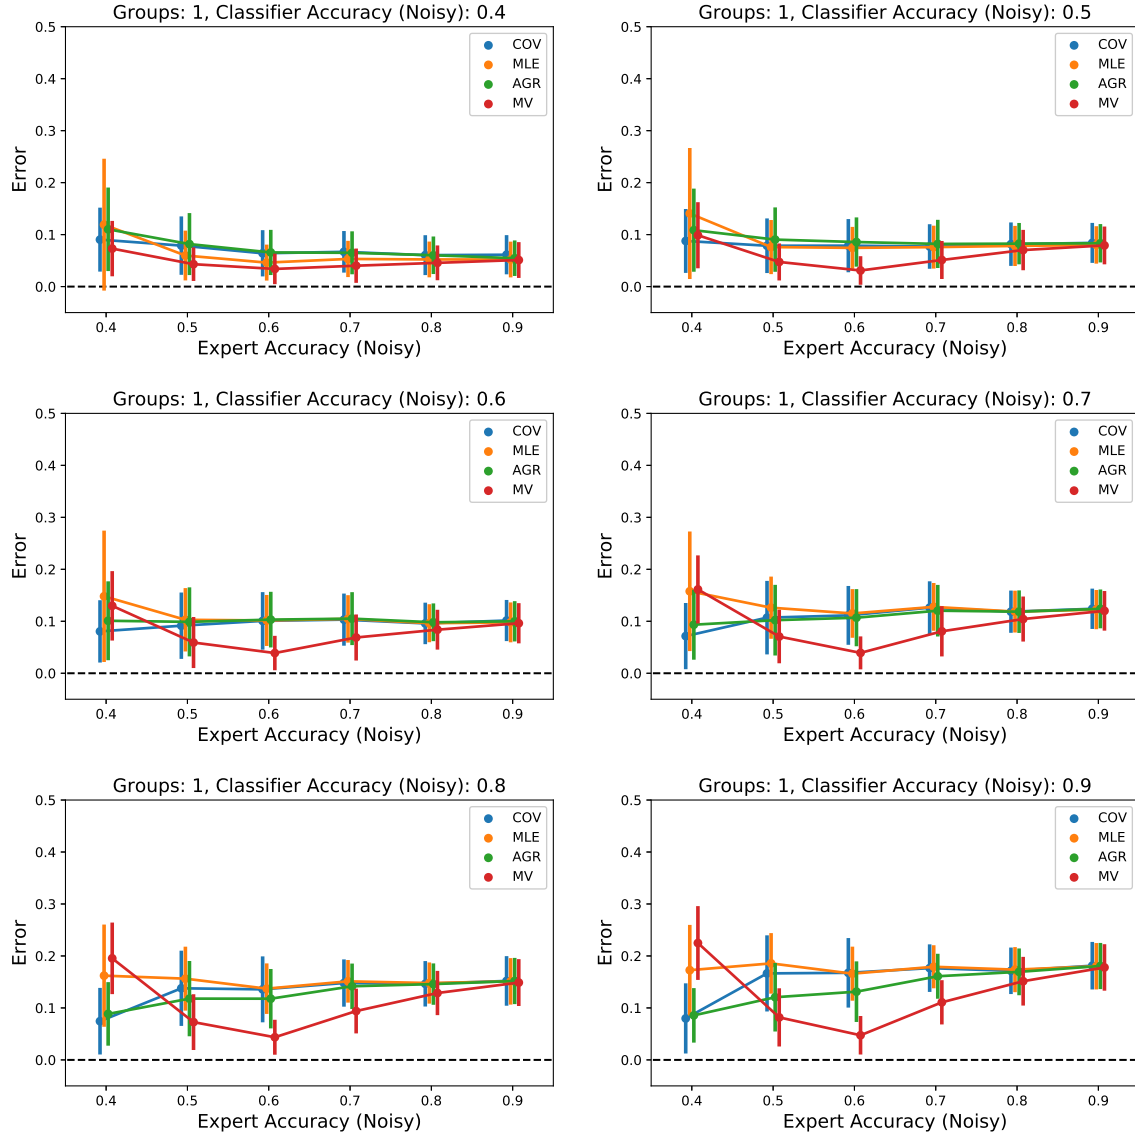 Groups: 1, Classifier Accuracy (Noisy): 0.4
0.5
0.4
0.3
0.2
0.1
0.0
Error
COV
MLE
AGR
MV
0.4 0.5 0.6 0.7 0.8 0.9
Expert Accuracy (Noisy)
Groups: 1, Classifier Accuracy (Noisy): 0.5
0.5
0.4
0.3
0.2
0.1
0.0
Error
COV
MLE
AGR
MV
0.4 0.5 0.6 0.7 0.8 0.9
Expert Accuracy (Noisy)
Groups: 1, Classifier Accuracy (Noisy): 0.6
0.5
0.4
0.3
0.2
0.1
0.0
Error
COV
MLE
AGR
MV
0.4 0.5 0.6 0.7 0.8 0.9
Expert Accuracy (Noisy)
Groups: 1, Classifier Accuracy (Noisy): 0.7
0.5
0.4
0.3
0.2
0.1
0.0
Error
COV
MLE
AGR
MV
0.4 0.5 0.6 0.7 0.8 0.9
Expert Accuracy (Noisy)
Groups: 1, Classifier Accuracy (Noisy): 0.8
0.5
0.4
0.3
0.2
0.1
0.0
Error
COV
MLE
AGR
MV
0.4 0.5 0.6 0.7 0.8 0.9
Expert Accuracy (Noisy)
Groups: 1, Classifier Accuracy (Noisy): 0.9
0.5
0.4
0.3
0.2
0.1
0.0
Error
COV
MLE
AGR
MV
0.4 0.5 0.6 0.7 0.8 0.9
Expert Accuracy (Noisy)